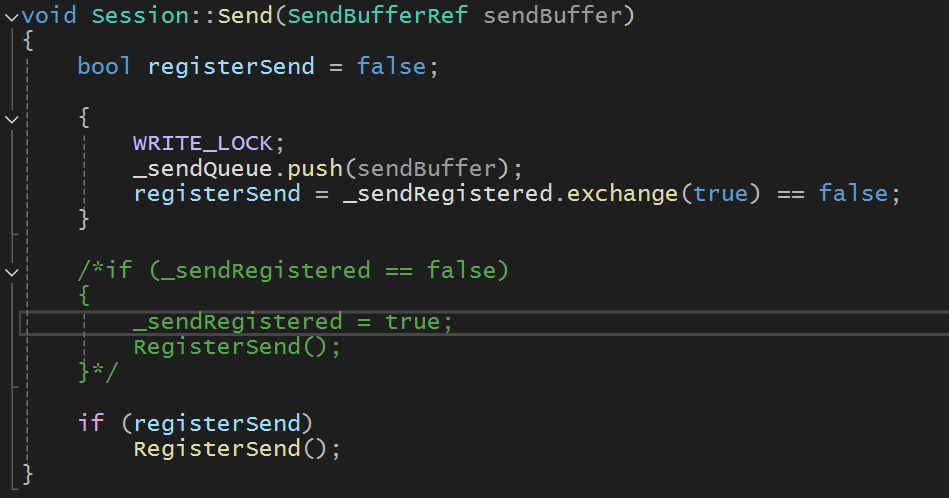 void Session::Send(SendBufferRef sendBuffer)
{
    bool registerSend = false;

    {
        WRITE_LOCK;
        _sendQueue.push(sendBuffer);
        registerSend = _sendRegistered.exchange(true) == false;
    }

    /*if (_sendRegistered == false)
    {
        _sendRegistered = true;
        RegisterSend();
    }*/

    if (registerSend)
        RegisterSend();
}